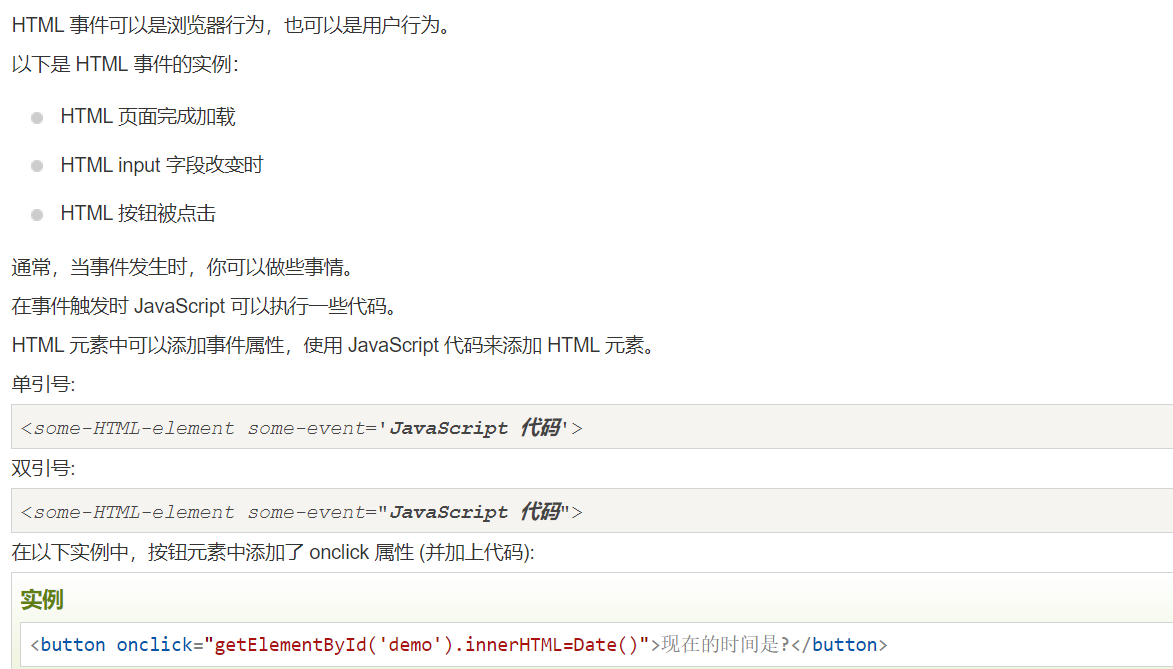 HTML 事件可以是浏览器行为，也可以是用户行为。
以下是 HTML 事件的实例：
HTML 页面完成加载
HTML input 字段改变时
HTML 按钮被点击
通常，当事件发生时，你可以做些事情。
在事件触发时 JavaScript 可以执行一些代码。
HTML 元素中可以添加事件属性，使用 JavaScript 代码来添加 HTML 元素。
单引号:
<some-HTML-element some-event='JavaScript 代码'>
双引号:
<some-HTML-element some-event="JavaScript 代码">
在以下实例中，按钮元素中添加了 onclick 属性 (并加上代码):
实例
<button onclick="getElementById('demo').innerHTML=Date()">现在的时间是?</button>